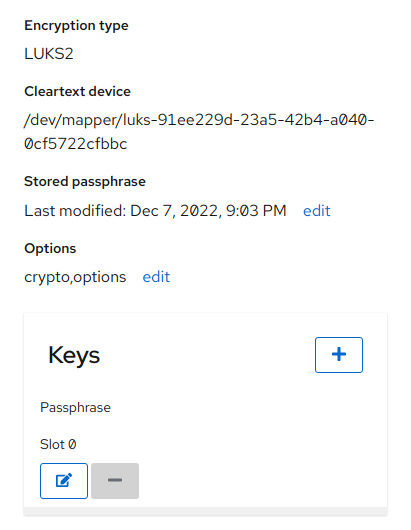 Encryption type
LUKS2
Cleartext device
/dev/mapper/luks-91ee229d-23a5-42b4-a040-
0cf5722cfbbc
Stored passphrase
Last modified: Dec 7, 2022, 9:03 PM edit
Options
crypto,options edit
Keys
Passphrase
Slot 0